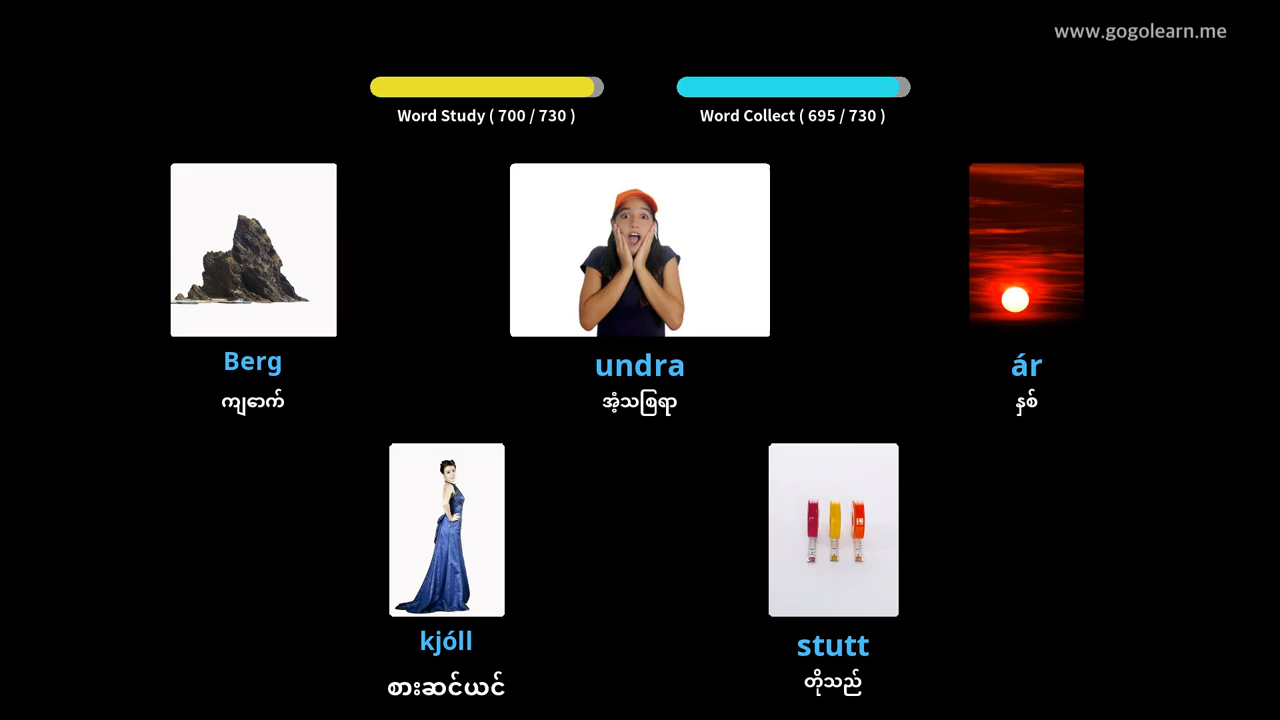 www.gogolearn.me
Word Study ( 700 / 730 )
Word Collect ( 695 / 730 )
Berg
ကျောက်
undra
အံ့သစြရာ
ár
နှစ်
kjóll
စားဆင်ယင်
stutt
တိုသည်